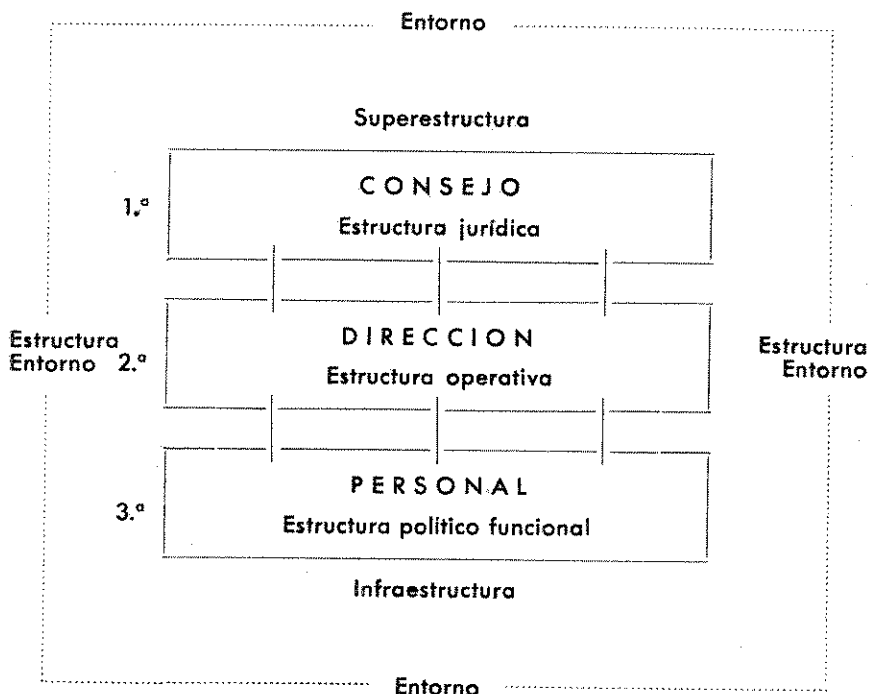 Entorno
Superestructura
1.ª
CONSEJO
Estructura jurídica
Estructura
Entorno
2.ª
DIRECCION
Estructura operativa
Estructura
Entorno
3.ª
PERSONAL
Estructura político funcional
Infraestructura
Entorno